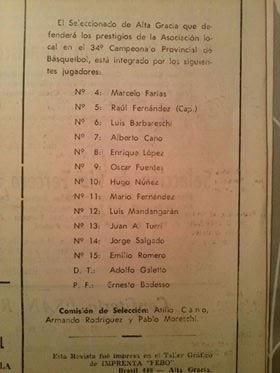 El Seleccionado de Alta Gracia que
defenderá los prestigios de la Asociación lo-
cal en el 34º Campeonato Provincial de
Básquetbol, está integrado por los siguien-
tes jugadores:
Nº 4: Marcelo Farías
Nº 5: Raúl Fernández (Cap.)
Nº 6: Luis Barbareschi
Nº 7: Alberto Cano
Nº 8: Enrique López
Nº 9: Oscar Fuentes
Nº 10: Hugo Núñez
Nº 11: Mario Fernández
Nº 12: Luis Mandangarán
Nº 13: Juan A. Turri
Nº 14: Jorge Salgado
Nº 15: Emilio Romero
D. T.: Adolfo Galetto
P. F.: Ernesto Badesso
Comisión de Selección: Atilio Cano,
Armando Rodríguez y Pablo Moreschi.
Esta Revista fué impresa en el Taller Gráfico
de IMPRENTA "FEBO"
Brasil 449 - Alta Gracia.